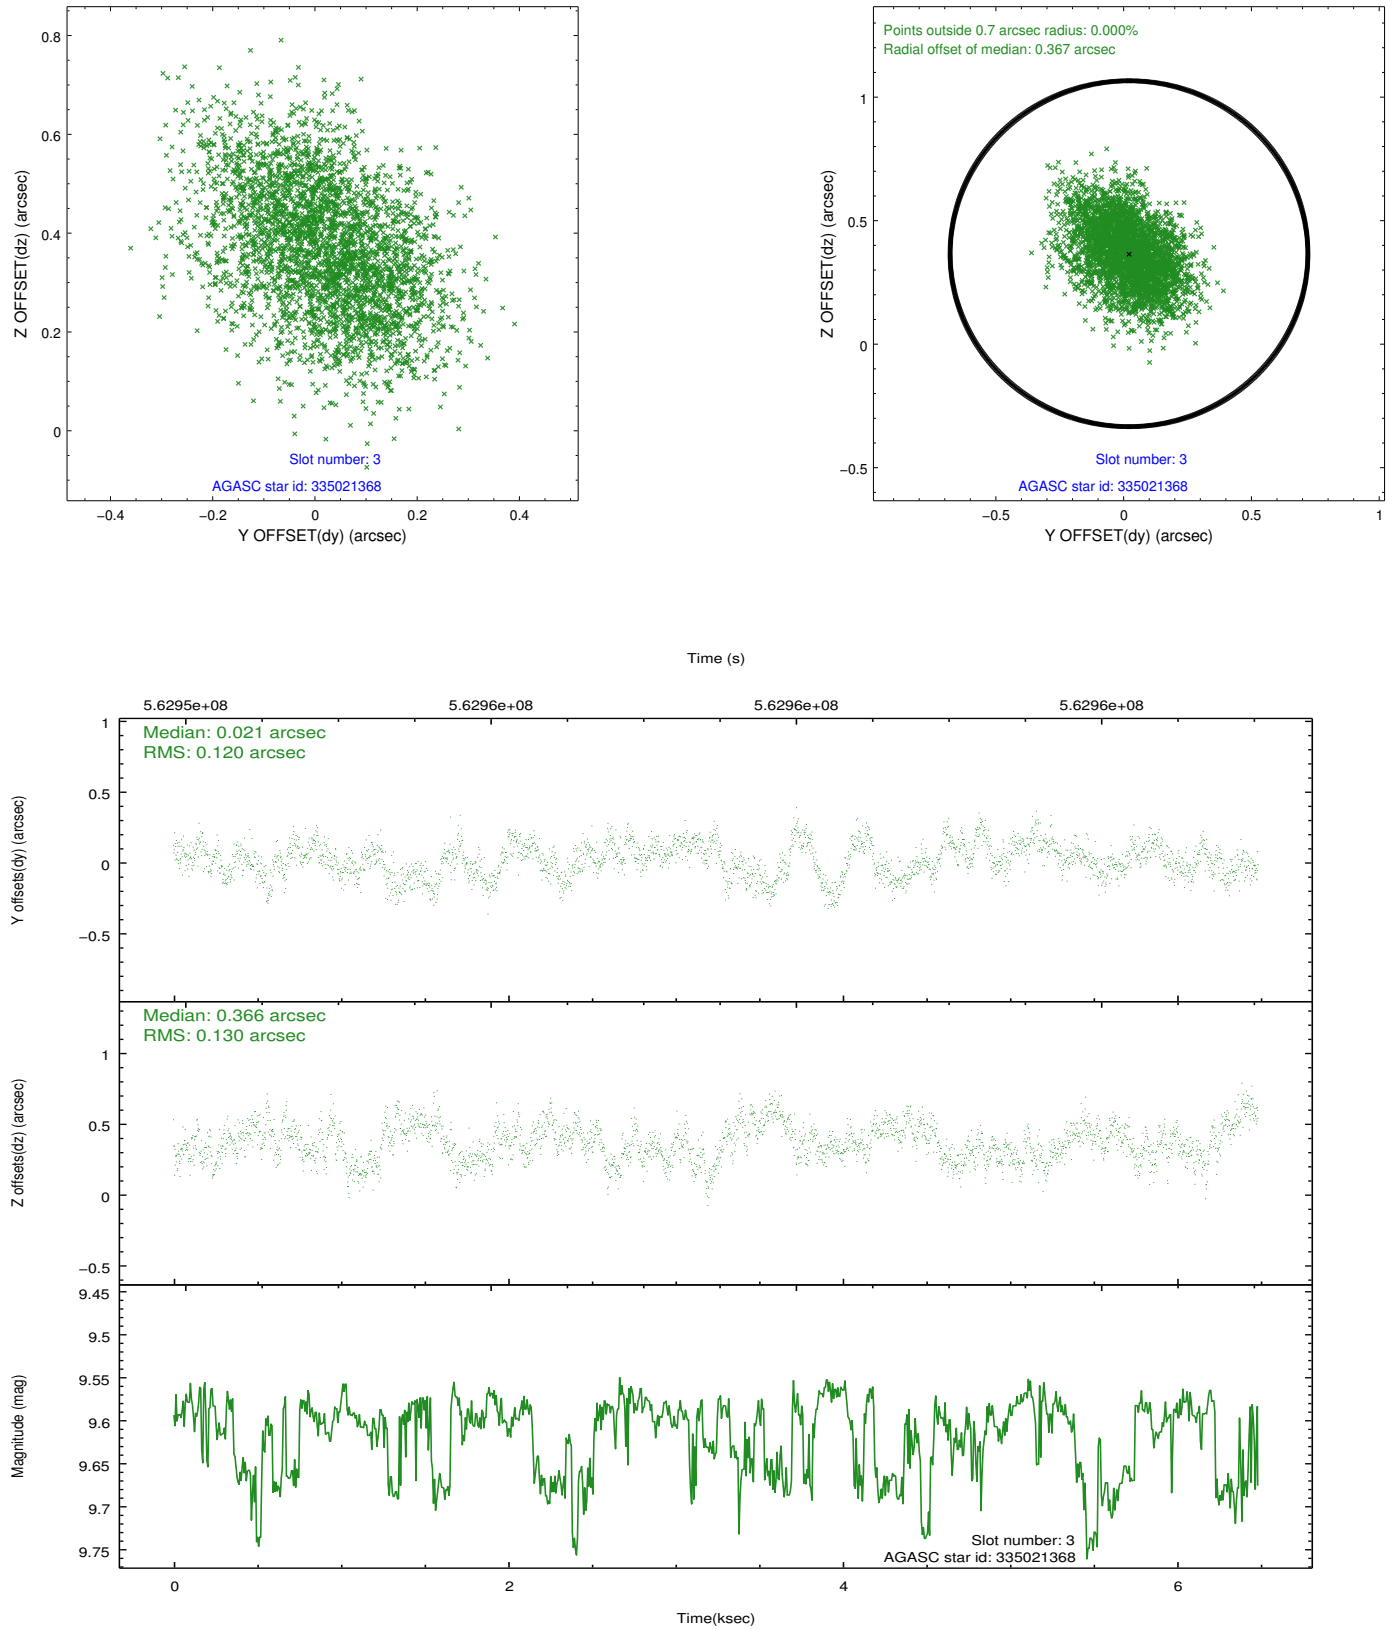 0.8
0.6
0.4
0.2
0
−0.4
−0.2
0
0.2
0.4
Z OFFSET(dz) (arcsec)
Y OFFSET(dy) (arcsec)
Slot number: 3
AGASC star id: 335021368
Points outside 0.7 arcsec radius: 0.000%
Radial offset of median: 0.367 arcsec
1
0.5
0
−0.5
−0.5
0
0.5
1
Z OFFSET(dz) (arcsec)
Y OFFSET(dy) (arcsec)
Slot number: 3
AGASC star id: 335021368
Time (s)
5.6295e+08
5.6296e+08
5.6296e+08
5.6296e+08
Median: 0.021 arcsec
RMS: 0.120 arcsec
1
0.5
0
−0.5
Y offsets(dy) (arcsec)
Median: 0.366 arcsec
RMS: 0.130 arcsec
1
0.5
0
−0.5
Z offsets(dz) (arcsec)
9.45
9.5
9.55
9.6
9.65
9.7
9.75
Magnitude (mag)
Slot number: 3
AGASC star id: 335021368
0
2
4
6
Time(ksec)